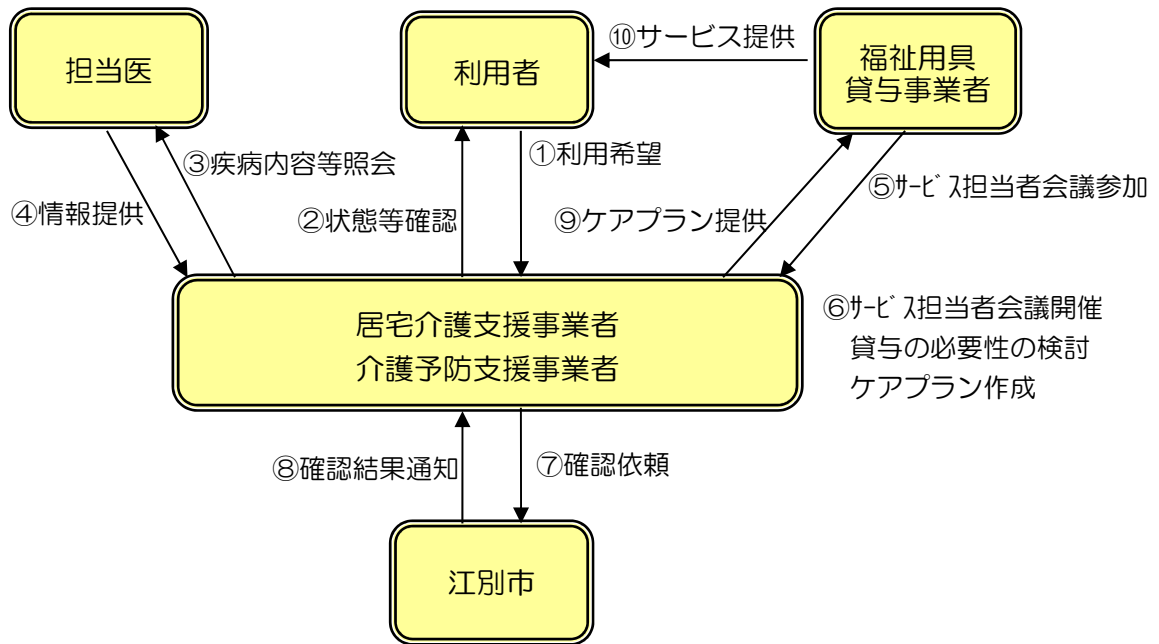 ⑩サービス提供
担当医
利用者
福祉用具
貸与事業者
①利用希望
③疾病内容等照会
⑤ｻｰﾋﾞｽ担当者会議参加
④情報提供
②状態等確認
⑨ケアプラン提供
居宅介護支援事業者
介護予防支援事業者
⑥ｻｰﾋﾞｽ担当者会議開催
貸与の必要性の検討
ケアプラン作成
⑧確認結果通知
⑦確認依頼
江別市